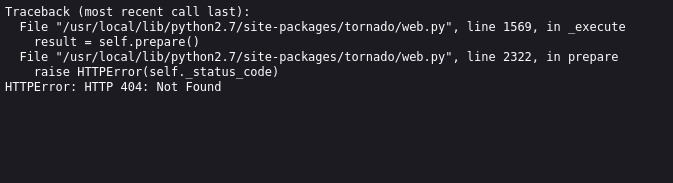 Traceback (most recent call last):
  File "/usr/local/lib/python2.7/site-packages/tornado/web.py", line 1569, in _execute
    result = self.prepare()
  File "/usr/local/lib/python2.7/site-packages/tornado/web.py", line 2322, in prepare
    raise HTTPError(self._status_code)
HTTPError: HTTP 404: Not Found